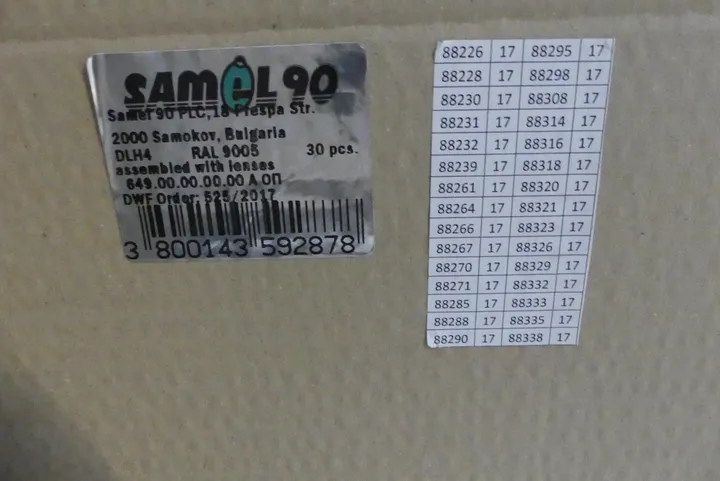 SAMEL 90
Samel 90 PLC, 18 Prespa Str.
2000 Samokov, Bulgaria
DLH4 RAL 9005 30 pcs.
assembled with lenses
649.00.00.00.00 А ОП
DWF Order: 525/2017
3 800143 592878
88226 17 88295 17
88228 17 88298 17
88230 17 88308 17
88231 17 88314 17
88232 17 88316 17
88239 17 88318 17
88261 17 88320 17
88264 17 88321 17
88266 17 88323 17
88267 17 88326 17
88270 17 88329 17
88271 17 88332 17
88285 17 88333 17
88288 17 88335 17
88290 17 88338 17